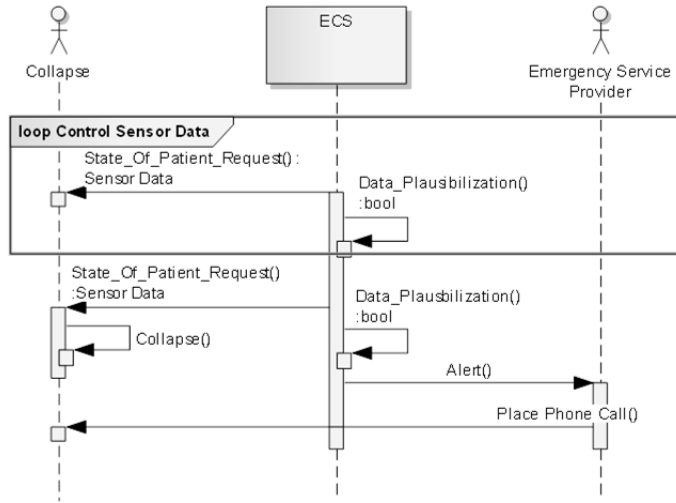 ECS
Collapse
Emergency Service
Provider
loop Control Sensor Data
State_Of_Patient_Request() :
Sensor Data
Data_Plausibilization()
:bool
State_Of_Patient_Request()
:Sensor Data
Data_Plausbilization()
:bool
Collapse()
Alert()
Place Phone Call()